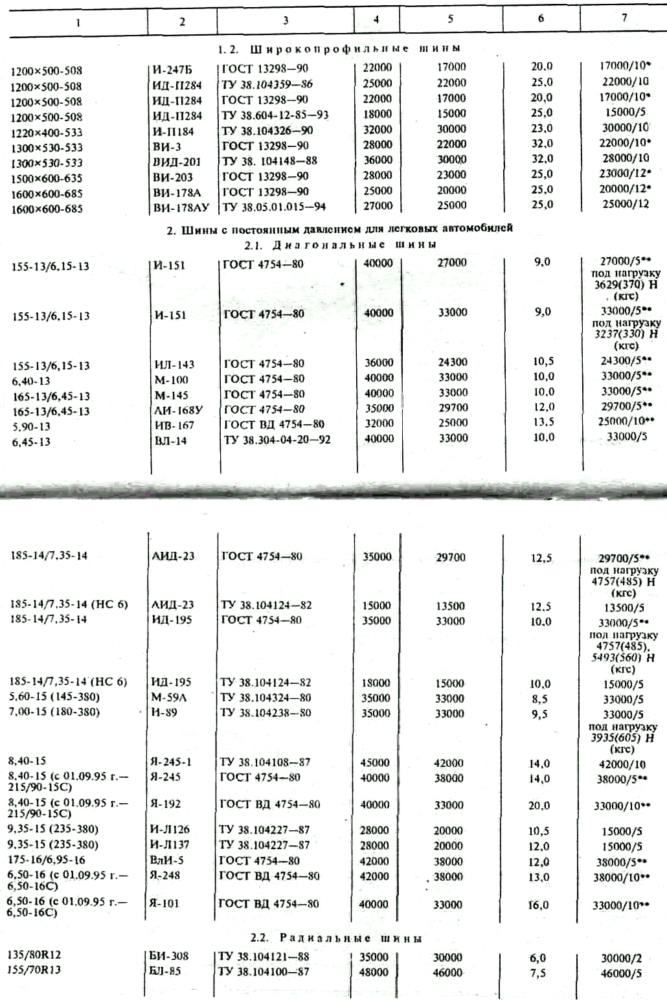 1 2 3 4 5 6 7
1.2. Широкопрофильные шины
1200×500-508 И-247Б ГОСТ 13298—90 22000 17000 20,0 17000/10*
1200×500-508 ИД-П284 ТУ 38.104359—86 25000 22000 25,0 22000/10
1200×500-508 ИД-П284 ГОСТ 13298—90 22000 17000 20,0 17000/10*
1200×500-508 ИД-П284 ТУ 38.604-12-85—93 18000 15000 25,0 15000/5
1220×400-533 И-П184 ТУ 38.104326—90 32000 30000 23,0 30000/10
1300×530-533 ВИ-3 ГОСТ 13298—90 28000 22000 32,0 22000/10*
1300×530-533 ВИД-201 ТУ 38. 104148—88 36000 30000 32,0 28000/10
1500×600-635 ВИ-203 ГОСТ 13298—90 28000 23000 25,0 23000/12*
1600×600-685 ВИ-178А ГОСТ 13298—90 25000 20000 25,0 20000/12*
1600×600-685 ВИ-178АУ ТУ 38.05.01.015—94 27000 25000 25,0 25000/12
2. Шины с постоянным давлением для легковых автомобилей
2.1. Диагональные шины
155-13/6,15-13 И-151 ГОСТ 4754—80 40000 27000 9,0 27000/5**
под нагрузку
3629(370) Н
(кгс)
155-13/6,15-13 И-151 ГОСТ 4754—80 40000 33000 9,0 33000/5**
под нагрузку
3237(330) Н
(кгс)
155-13/6,15-13 ИЛ-143 ГОСТ 4754—80 36000 24300 10,5 24300/5**
6,40-13 М-100 ГОСТ 4754—80 40000 33000 10,0 33000/5**
165-13/6,45-13 М-145 ГОСТ 4754—80 40000 33000 10,0 33000/5**
165-13/6,45-13 АИ-168У ГОСТ 4754—80 35000 29700 12,0 29700/5**
5,90-13 ИВ-167 ГОСТ ВД 4754—80 32000 25000 13,5 25000/10**
6,45-13 ВЛ-14 ТУ 38.304-04-20—92 40000 33000 10,0 33000/5
185-14/7,35-14 АИД-23 ГОСТ 4754—80 35000 29700 12,5 29700/5**
под нагрузку
4757(485) Н
(кгс)
185-14/7,35-14 (НС 6) АИД-23 ТУ 38.104124—82 15000 13500 12,5 13500/5
185-14/7,35-14 ИД-195 ГОСТ 4754—80 35000 33000 10,0 33000/5**
под нагрузку
4757(485),
5493(560) Н
(кгс)
185-14/7,35-14 (НС 6) ИД-195 ТУ 38.104124—82 18000 15000 10,0 15000/5
5,60-15 (145-380) М-59А ТУ 38.104324—80 35000 33000 8,5 33000/5
7,00-15 (180-380) И-89 ТУ 38.104238—80 35000 33000 9,5 33000/5
под нагрузку
3935(605) Н
(кгс)
8,40-15 Я-245-1 ТУ 38.104108—87 45000 42000 14,0 42000/10
8,40-15 (с 01.09.95 г.— Я-245 ГОСТ 4754—80 40000 38000 14,0 38000/5**
215/90-15С)
8,40-15 (с 01.09.95 г.— Я-192 ГОСТ ВД 4754—80 40000 33000 20,0 33000/10**
215/90-15С)
9,35-15 (235-380) И-Л126 ТУ 38.104227—87 28000 20000 10,5 15000/5
9,35-15 (235-380) И-Л137 ТУ 38.104227—87 28000 20000 12,0 15000/5
175-16/6,95-16 ВлИ-5 ГОСТ 4754—80 42000 38000 12,0 38000/5**
6,50-16 (с 01.09.95 г.— Я-248 ГОСТ ВД 4754—80 42000 38000 13,0 38000/10**
6,50-16С)
6,50-16 (с 01.09.95 г.— Я-101 ГОСТ ВД 4754—80 40000 33000 16,0 33000/10**
6,50-16С)
2.2. Радиальные шины
135/80R12 БИ-308 ТУ 38.104121—88 35000 30000 6,0 30000/2
155/70R13 БЛ-85 ТУ 38.104100—87 48000 46000 7,5 46000/5